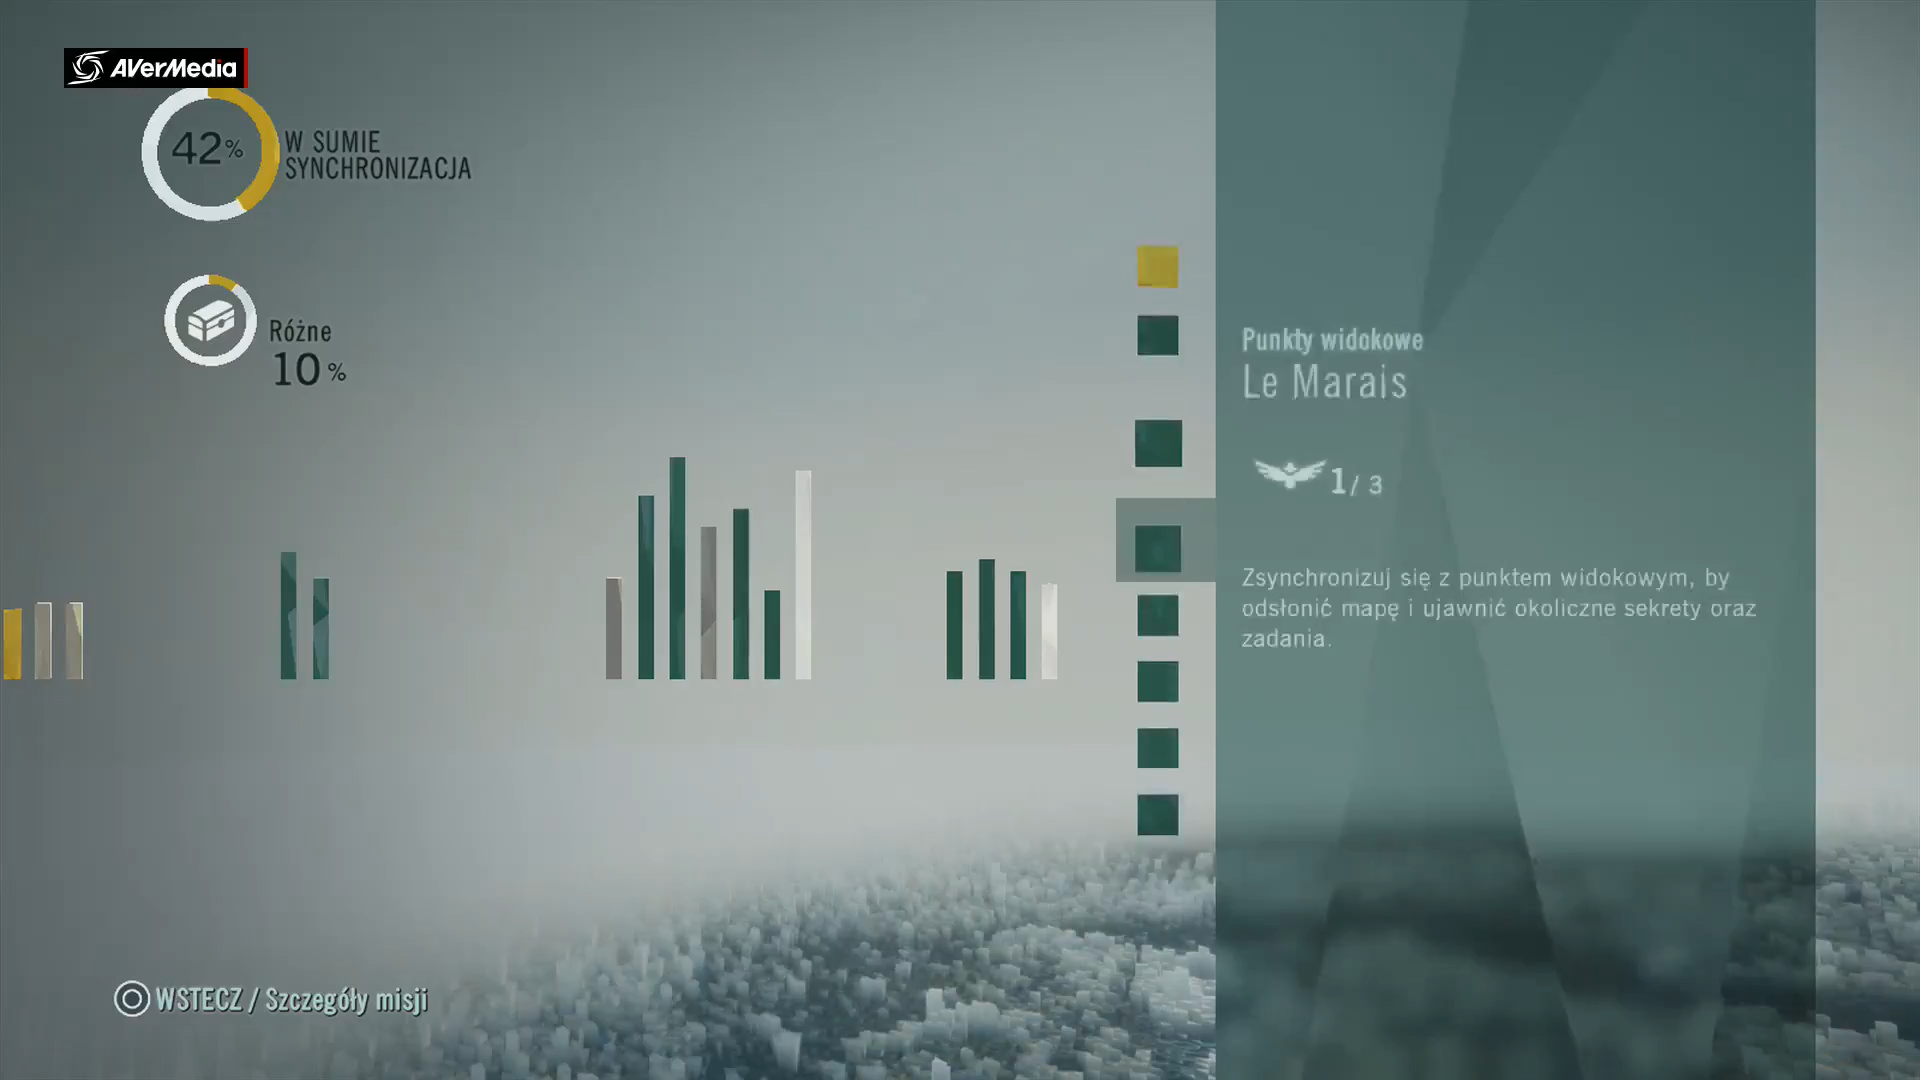 AVerMedia
42%
W SUMIE
SYNCHRONIZACJA
Różne
10 %
Punkty widokowe
Le Marais
1/ 3
Zsynchronizuj się z punktem widokowym, by
odsłonić mapę i ujawnić okoliczne sekrety oraz
zadania.
WSTECZ / Szczegóły misji